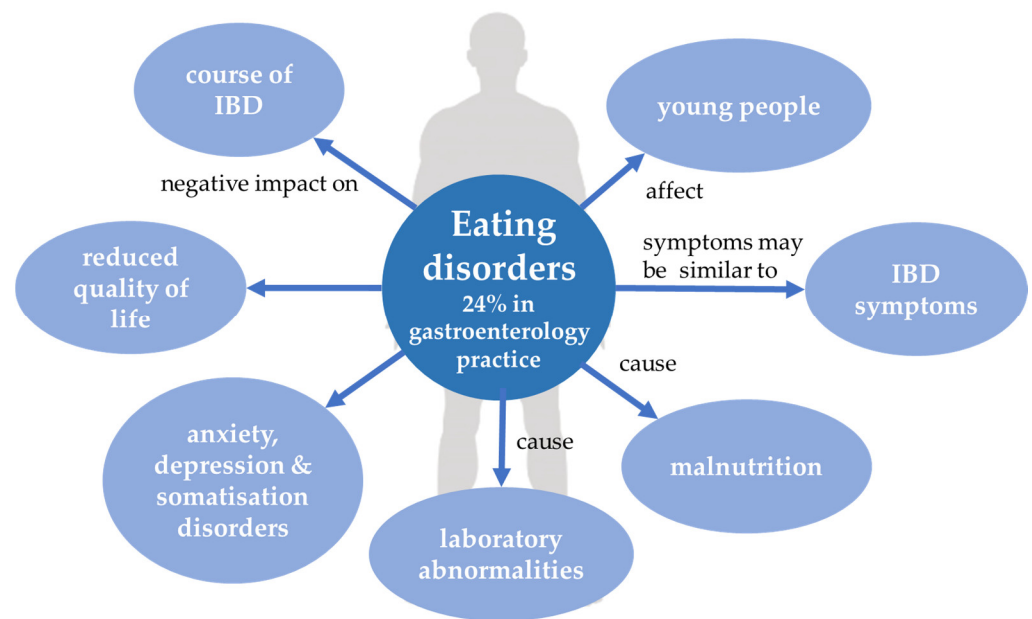 course of
IBD
young people
negative impact on
affect
Eating
disorders
24% in
gastroenterology
practice
symptoms may
be similar to
reduced
quality of
life
IBD
symptoms
cause
anxiety,
depression &
somatisation
disorders
cause
malnutrition
laboratory
abnormalities